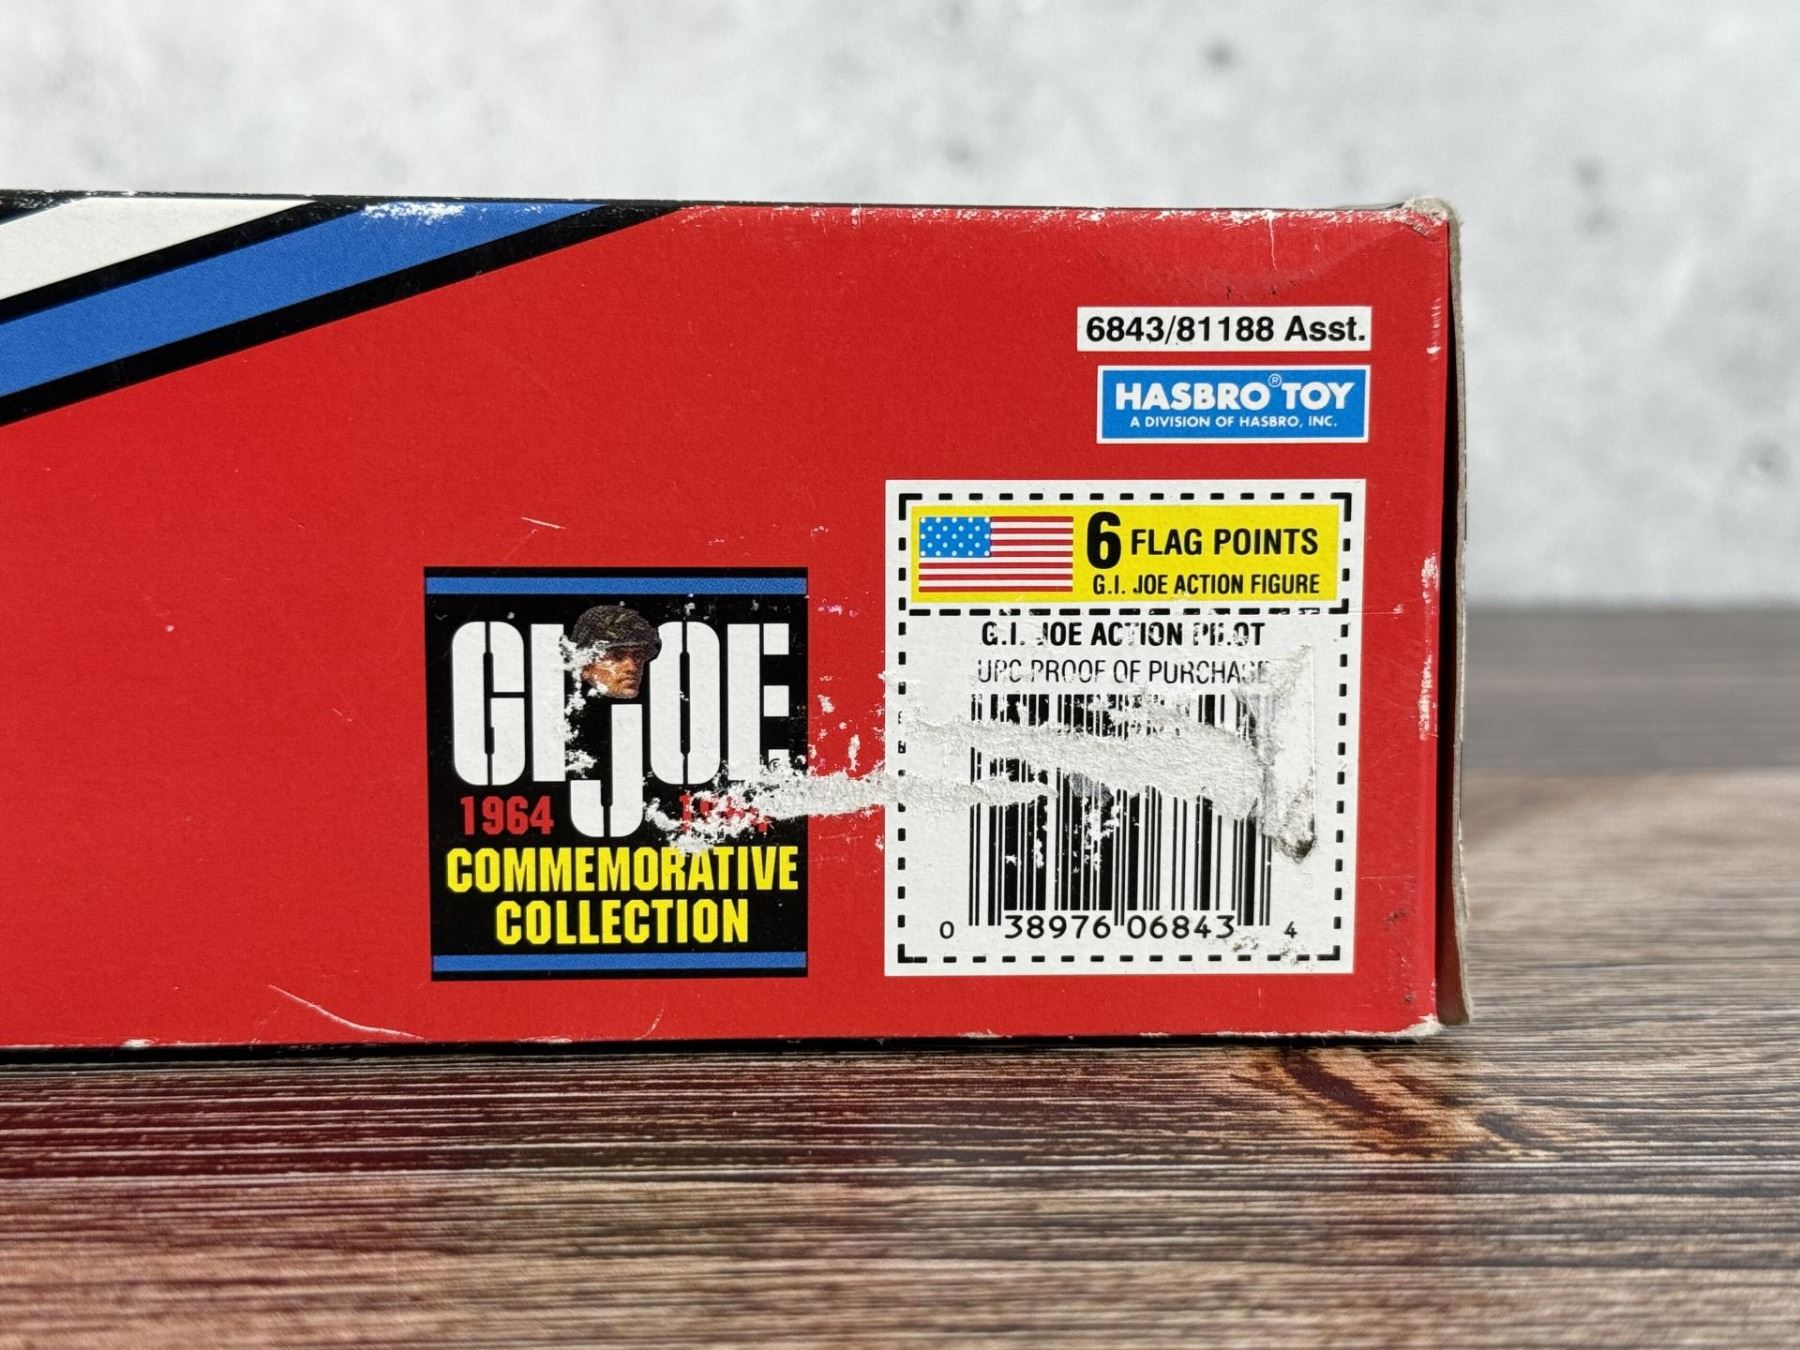 6843/81188 Asst.
HASBRO® TOY
A DIVISION OF HASBRO, INC.
6 FLAG POINTS
G.I. JOE ACTION FIGURE
G.I. JOE ACTION PILOT
UPC PROOF OF PURCHASE
0 38976 06843 4
GI JOE
1964
COMMEMORATIVE
COLLECTION